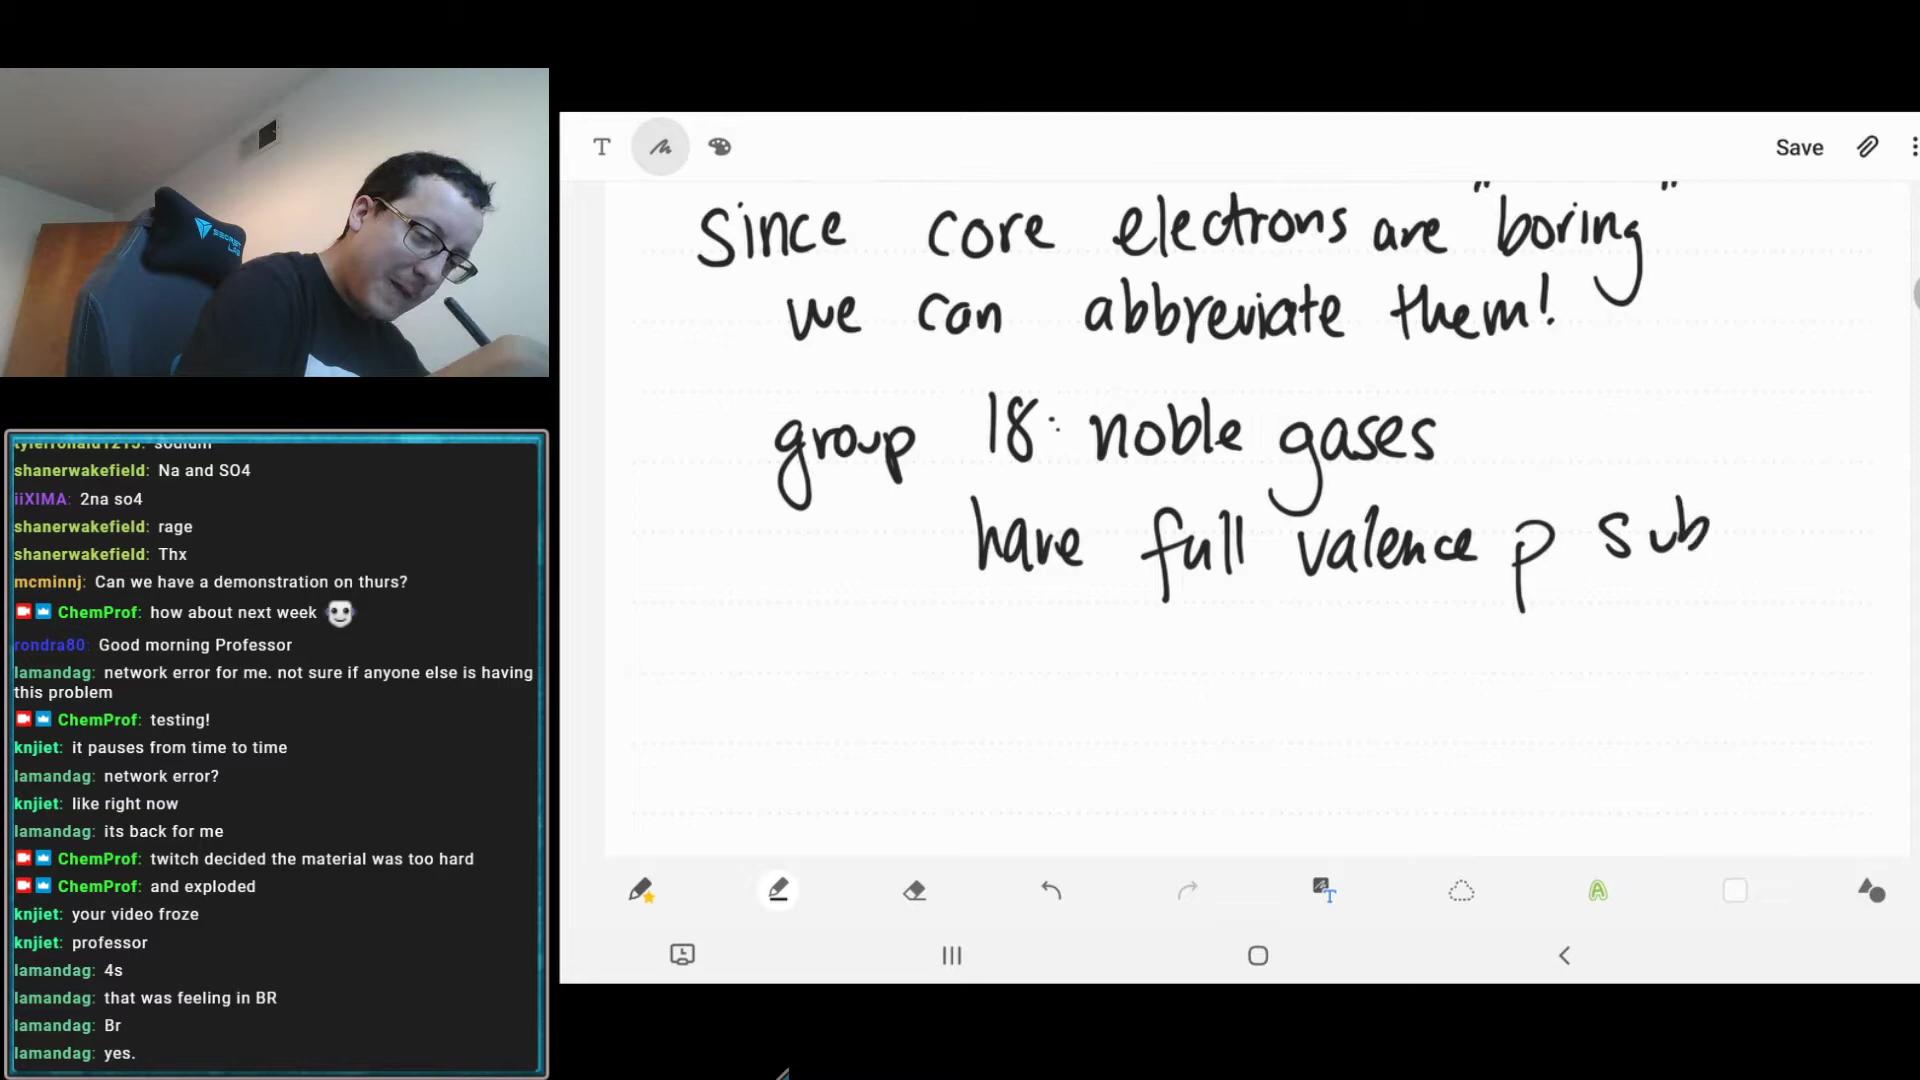 SECRET
LAB
tylerronald1215: sodium
shanerwakefield: Na and SO4
iiXIMA: 2na so4
shanerwakefield: rage
shanerwakefield: Thx
mcminnj: Can we have a demonstration on thurs?
ChemProf: how about next week
rondra80: Good morning Professor
lamandag: network error for me. not sure if anyone else is having
this problem
ChemProf: testing!
knjiet: it pauses from time to time
lamandag: network error?
knjiet: like right now
lamandag: its back for me
ChemProf: twitch decided the material was too hard
ChemProf: and exploded
knjiet: your video froze
knjiet: professor
lamandag: 4s
lamandag: that was feeling in BR
lamandag: Br
lamandag: yes.
T Save
Since core electrons are "boring"
we can abbreviate them!
group 18: noble gases
have full valence p sub